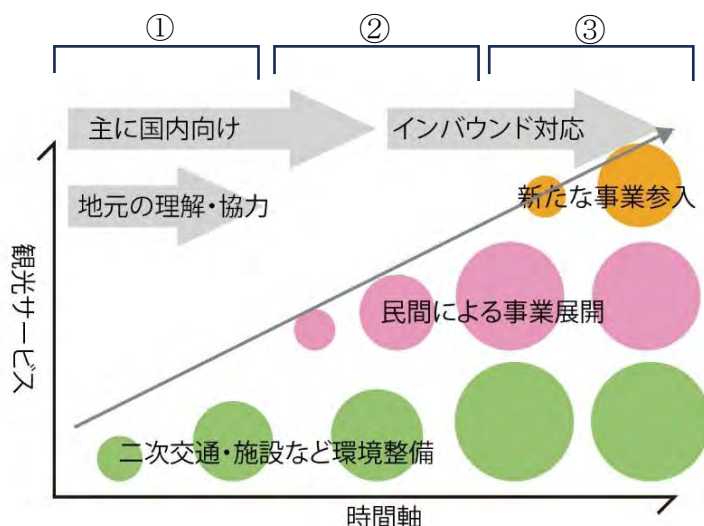 ①
②
③
主に国内向け
インバウンド対応
地元の理解・協力
新たな事業参入
民間による事業展開
二次交通・施設など環境整備
観光サービス
時間軸